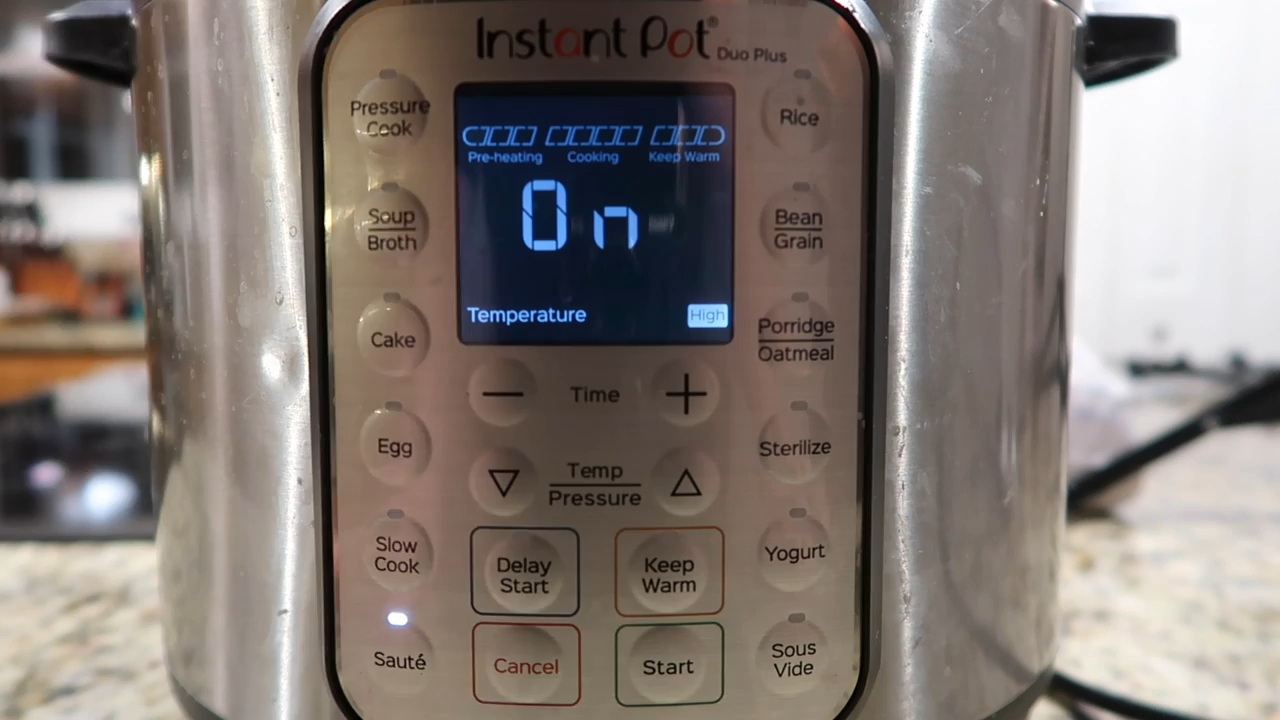 Instant Pot® Duo Plus
Pressure
Cook
Rice
Pre-heating Cooking Keep Warm
On
Soup
Broth
Bean
Grain
Temperature High
Cake
Porridge
Oatmeal
− Time +
Egg
Sterilize
Temp
Pressure
Slow
Cook
Delay
Start
Keep
Warm
Yogurt
Sauté
Cancel
Start
Sous
Vide